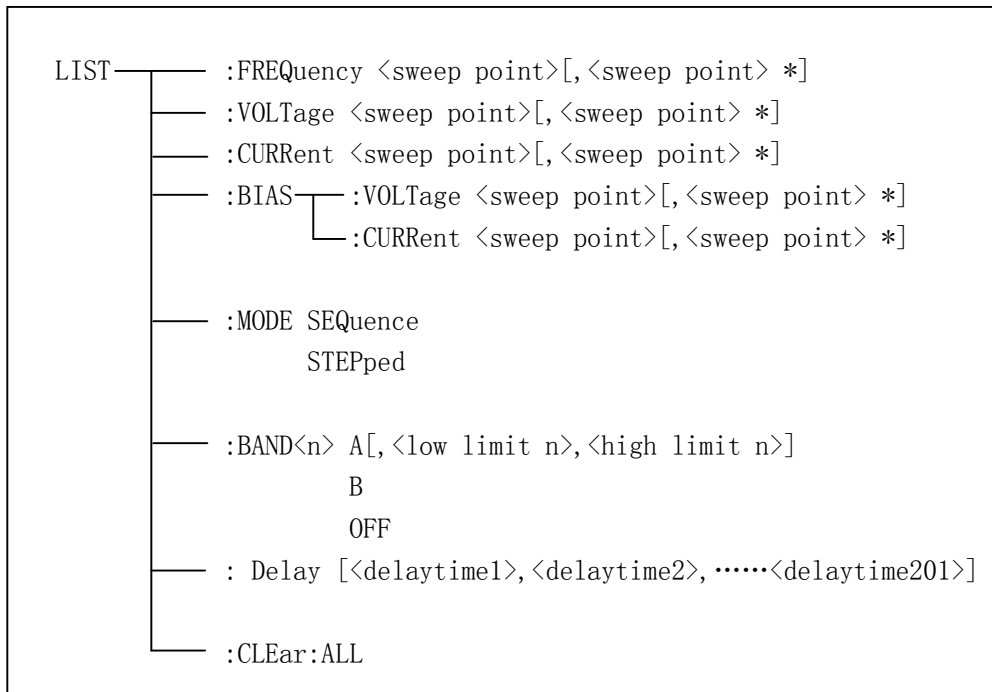 LIST :FREQuency <sweep point>[,<sweep point> *]
:VOLTage <sweep point>[,<sweep point> *]
:CURRent <sweep point>[,<sweep point> *]
:BIAS :VOLTage <sweep point>[,<sweep point> *]
:CURRent <sweep point>[,<sweep point> *]
:MODE SEQuence
STEPped
:BAND<n> A[,<low limit n>,<high limit n>]
B
OFF
: Delay [<delaytime1>,<delaytime2>,……<delaytime201>]
:CLEar:ALL